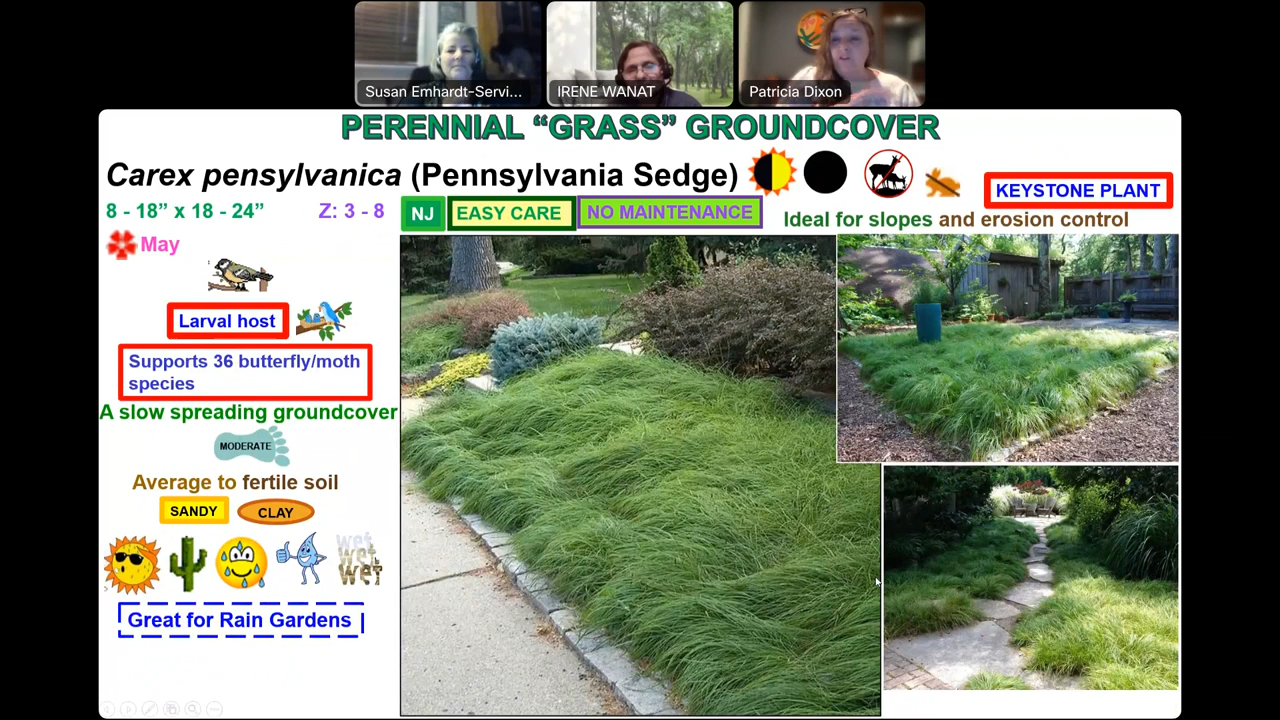 Susan Emhardt-Servi...
IRENE WANAT
Patricia Dixon
PERENNIAL “GRASS” GROUNDCOVER
Carex pensylvanica (Pennsylvania Sedge)
KEYSTONE PLANT
8 - 18” x 18 - 24”
Z: 3 - 8
NJ
EASY CARE
NO MAINTENANCE
Ideal for slopes and erosion control
May
Larval host
Supports 36 butterfly/moth
species
A slow spreading groundcover
MODERATE
Average to fertile soil
SANDY
CLAY
wet
wet
wet
Great for Rain Gardens